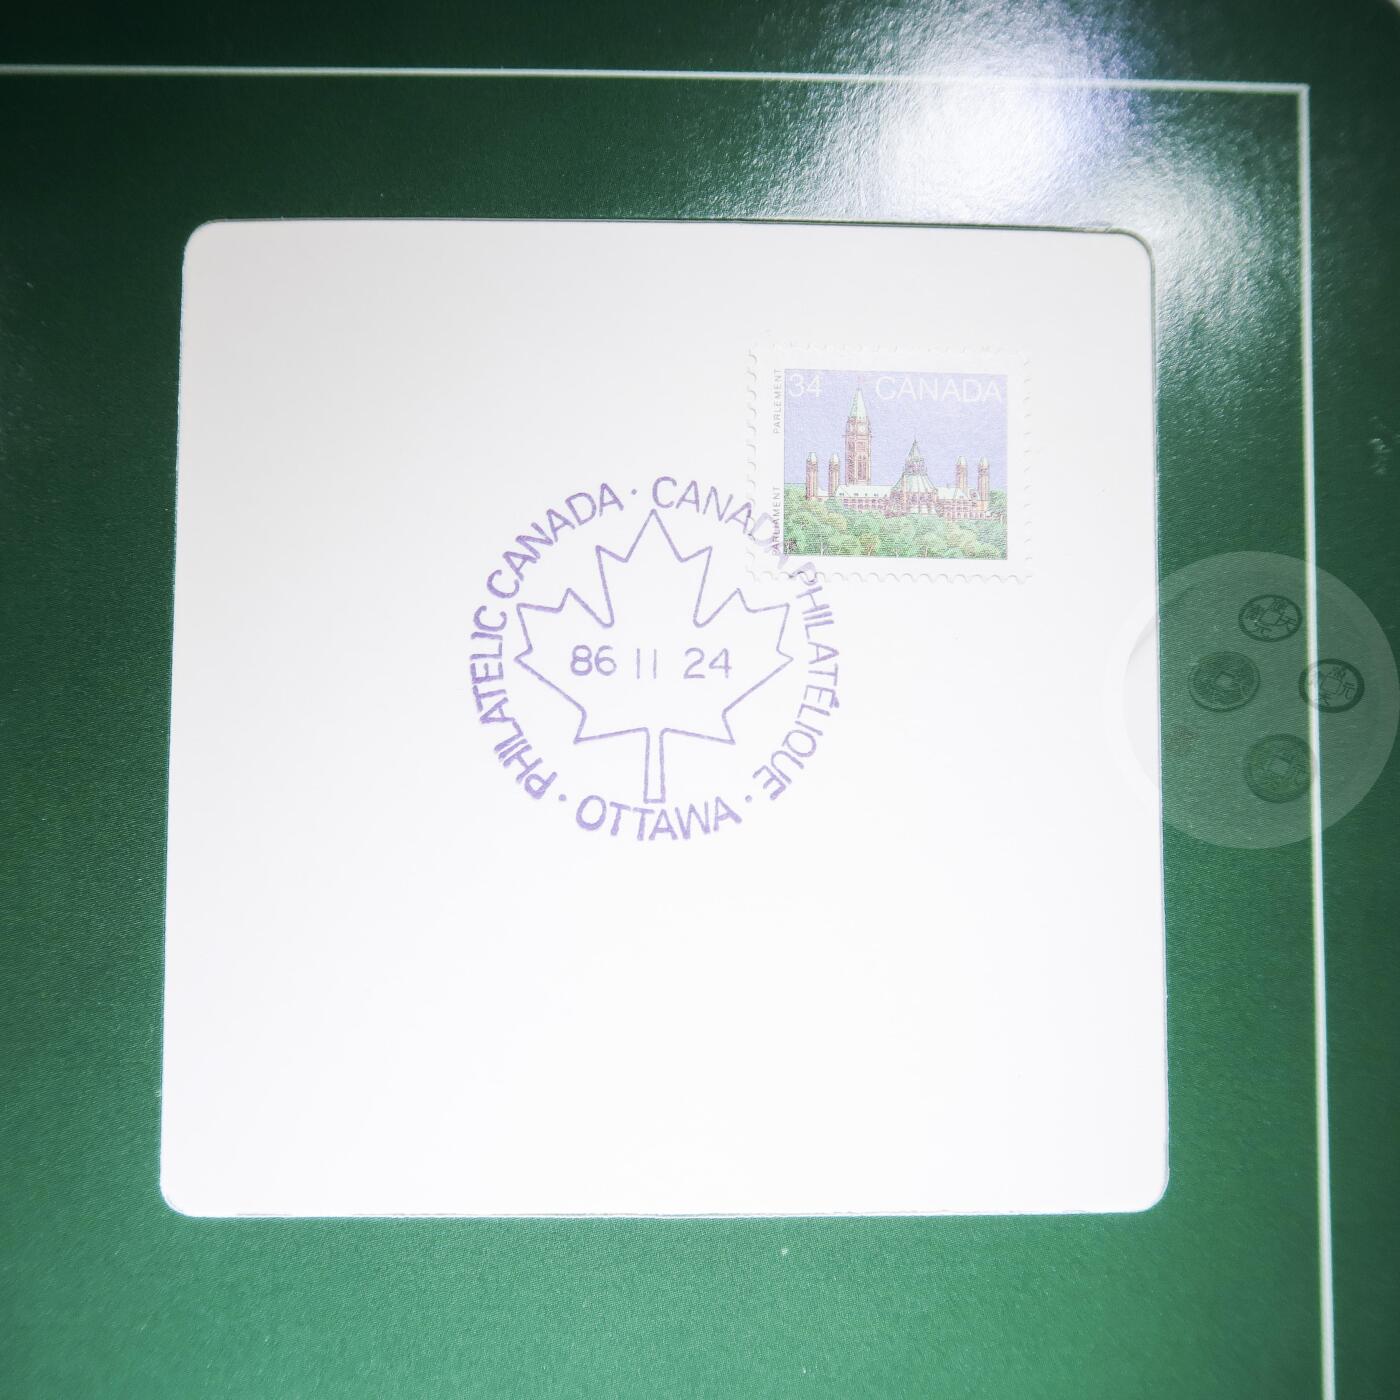 34 CANADA
PARLEMENT
PARLIAMENT
PHILATELIC CANADA · CANADA PHILATÉLIQUE · OTTAWA ·
86 11 24